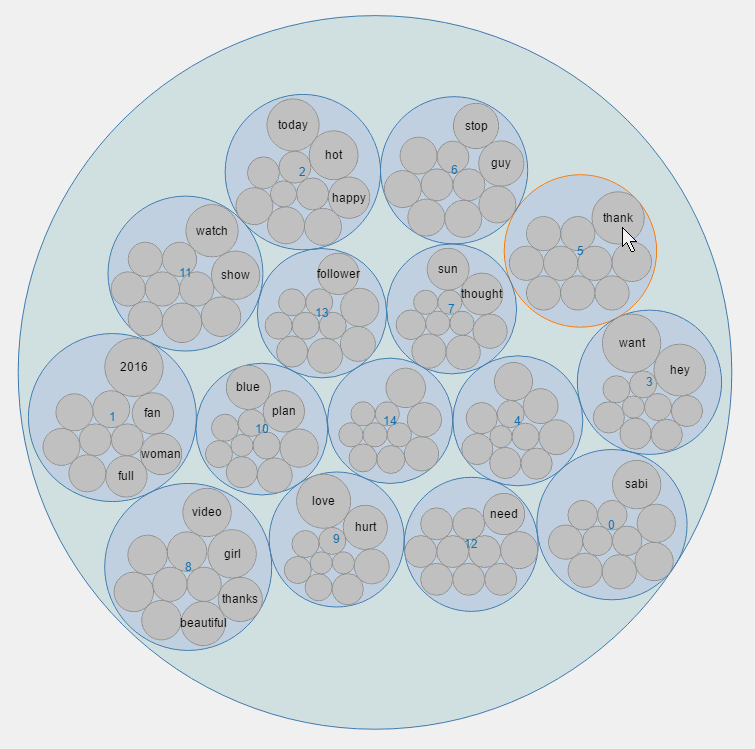 today
hot
2
happy
stop
guy
6
thank
5
watch
show
11
follower
13
sun
thought
7
want
hey
3
2016
1
fan
woman
full
blue
plan
10
14
4
video
girl
8
thanks
beautiful
love
hurt
9
need
12
sabi
0